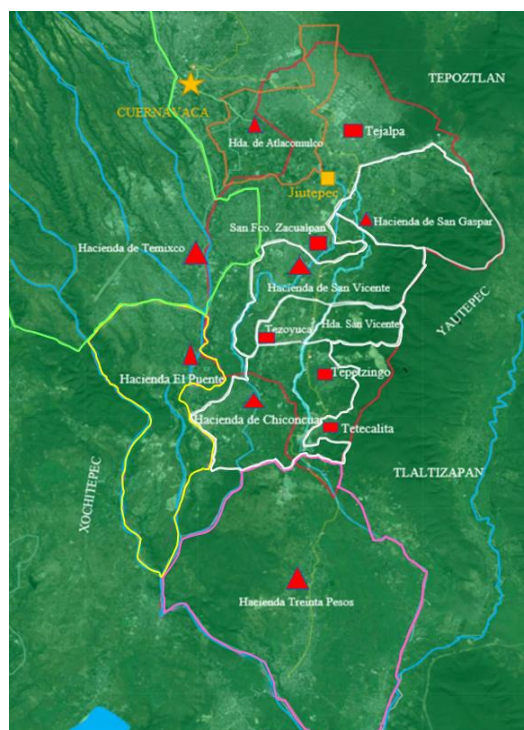 TEPOZTLAN
CUERNAVACA
Tejalpa
Hda. de Atlacomulco
Jiutepec
Hacienda de San Gaspar
San Fco. Zacualpan
Hacienda de Temixco
Hacienda de San Vicente
YAUTEPEC
Hda. San Vicente
Tezoyuca
Tepetzingo
Hacienda El Puente
Hacienda de Chiconcuac
Tetecalita
TLALTIZAPAN
XOCHITEPEC
Hacienda Treinta Pesos